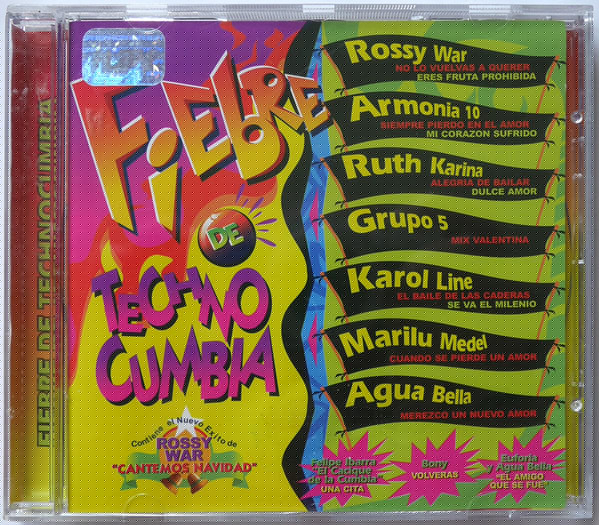 FIEBRE DE TECHNOCUMBIA
FiEBRE
DE
TECHNO
CUMBIA
Contiene el Nuevo Exito de
ROSSY
WAR
"CANTEMOS NAVIDAD"
Rossy War
NO LO VUELVAS A QUERER
ERES FRUTA PROHIBIDA
Armonia 10
SIEMPRE PIERDO EN EL AMOR
MI CORAZON SUFRIDO
Ruth Karina
ALEGRIA DE BAILAR
DULCE AMOR
Grupo 5
MIX VALENTINA
Karol Line
EL BAILE DE LAS CADERAS
SE VA EL MILENIO
Marilu Medel
CUANDO SE PIERDE UN AMOR
Agua Bella
MEREZCO UN NUEVO AMOR
Felipe Ibarra
"El Cacique
de la Cumbia"
UNA CITA
Bony
VOLVERAS
Euforia
y Agua Bella
"EL AMIGO
QUE SE FUE"